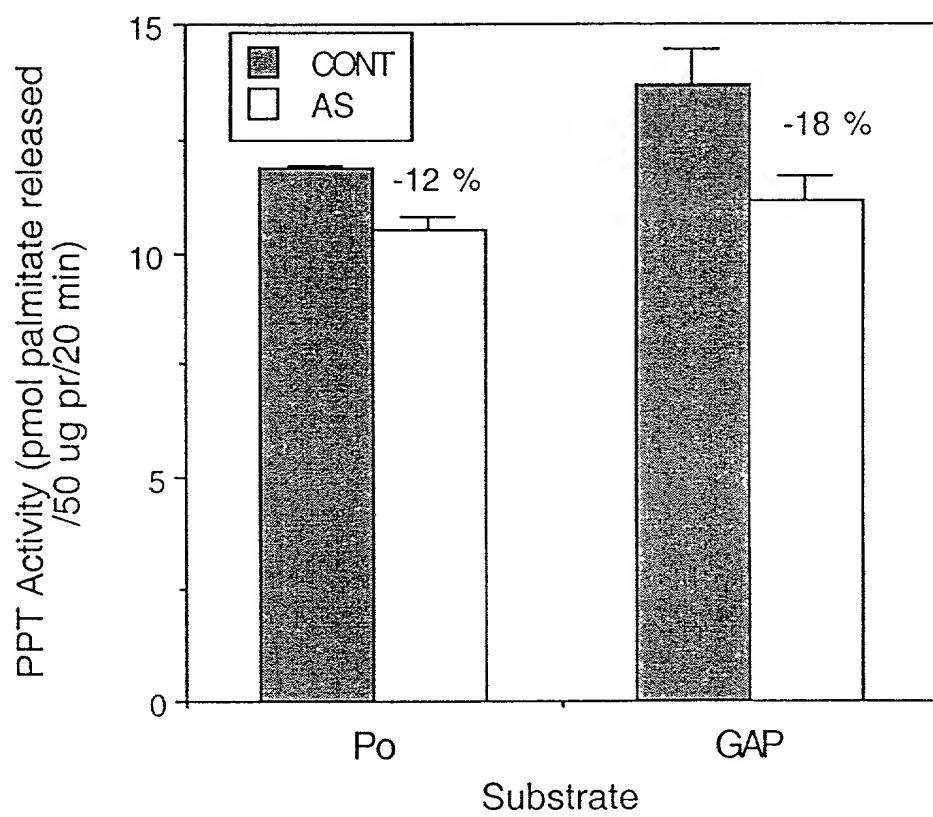 PPT Activity (pmol palmitate released
/50 ug pr/20 min)
15
10
5
0
CONT
AS
-12 %
-18 %
Po
GAP
Substrate